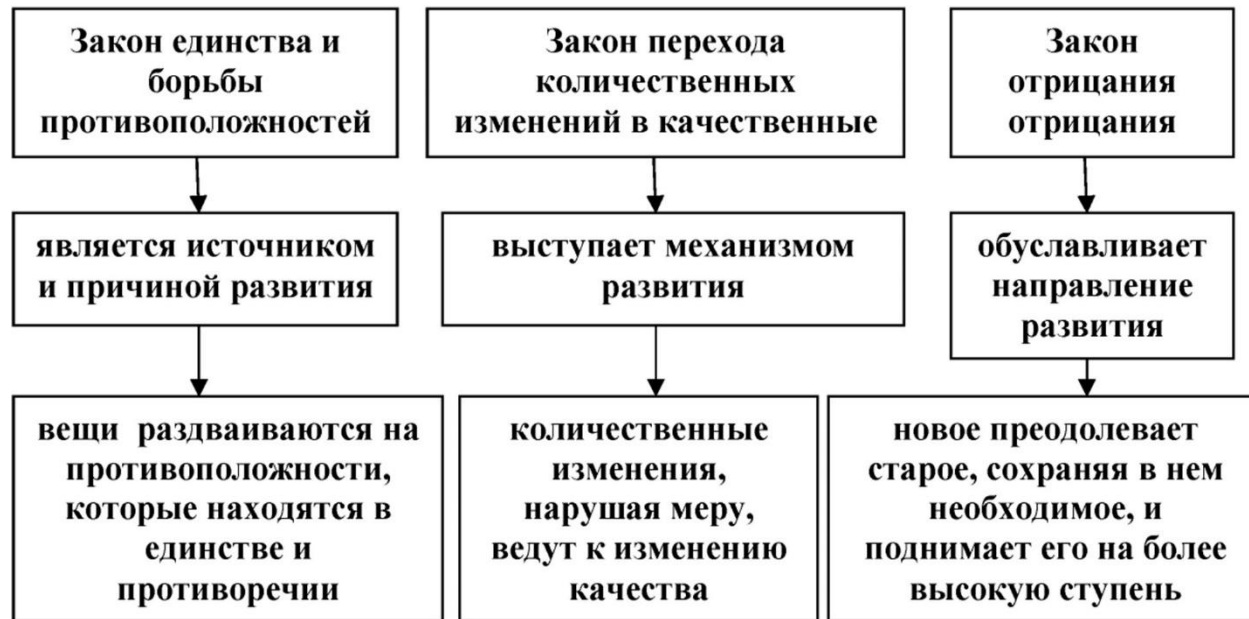 Закон единства и
борьбы
противоположностей
Закон перехода
количественных
изменений в качественные
Закон
отрицания
отрицания
является источником
и причиной развития
выступает механизмом
развития
обуславливает
направление
развития
вещи раздваиваются на
противоположности,
которые находятся в
единстве и
противоречии
количественные
изменения,
нарушая меру,
ведут к изменению
качества
новое преодолевает
старое, сохраняя в нем
необходимое, и
поднимает его на более
высокую ступень